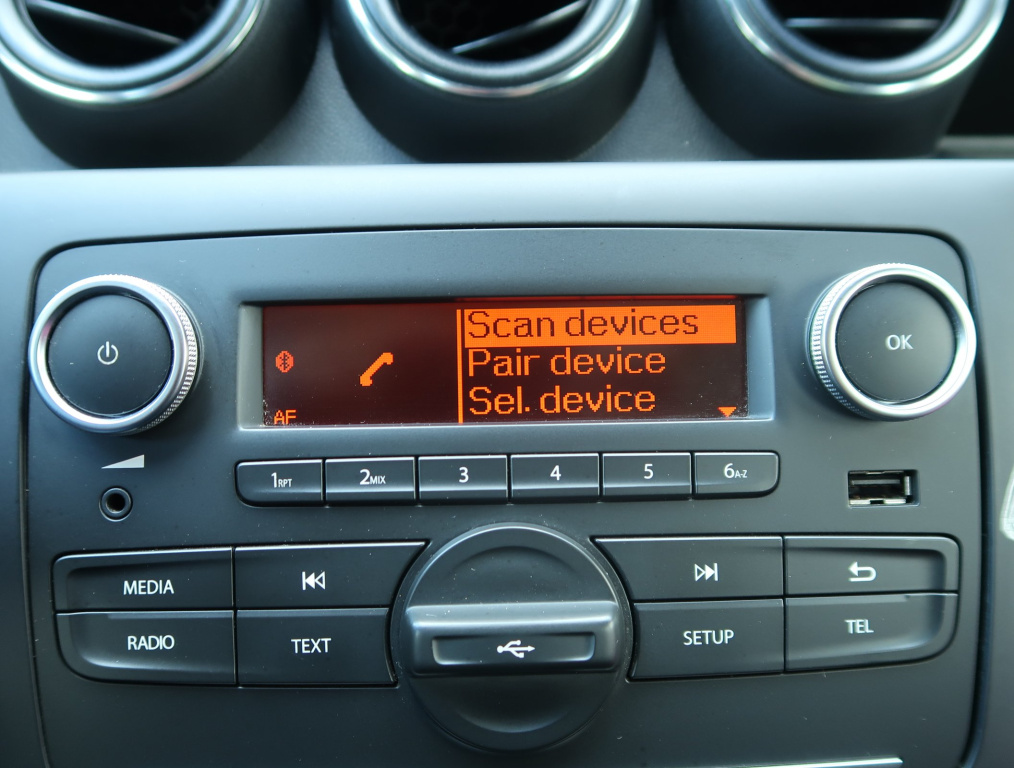 Scan devices
Pair device
Sel. device
AF
OK
1RPT
2MIX
3
4
5
6A-Z
MEDIA
RADIO
TEXT
SETUP
TEL